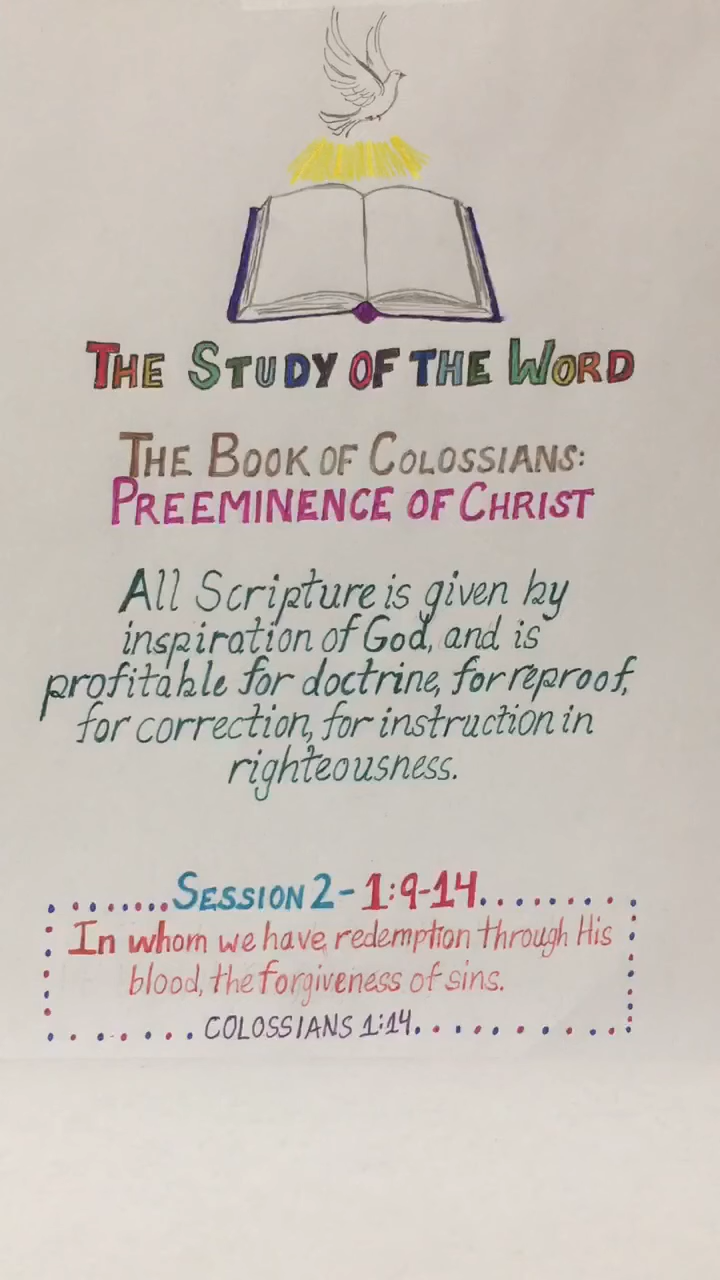 THE STUDY OF THE WORD
THE BOOK OF COLOSSIANS:
PREEMINENCE OF CHRIST
All Scripture is given by
inspiration of God, and is
profitable for doctrine, for reproof,
for correction, for instruction in
righteousness.
SESSION 2 - 1:9-14
In whom we have redemption through His
blood, the forgiveness of sins.
COLOSSIANS 1:14